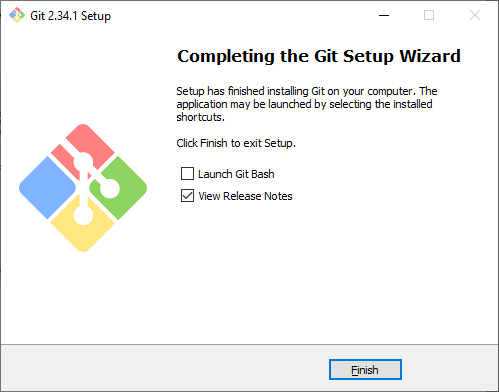 Git 2.34.1 Setup
Completing the Git Setup Wizard
Setup has finished installing Git on your computer. The
application may be launched by selecting the installed
shortcuts.
Click Finish to exit Setup.
Launch Git Bash
View Release Notes
Finish